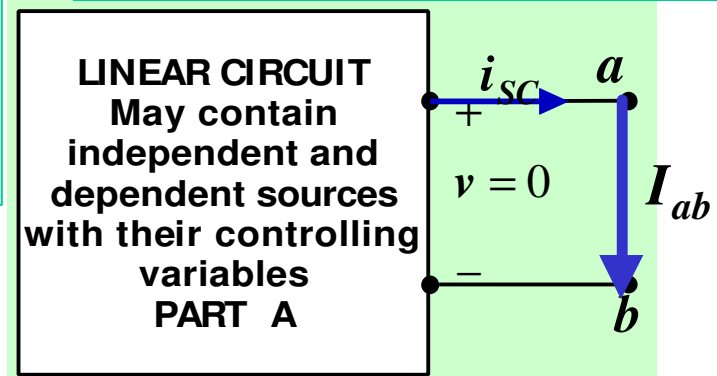 LINEAR CIRCUIT
May contain
independent and
dependent sources
with their controlling
variables
PART A
i_SC
a
+
v = 0
I_ab
−
b